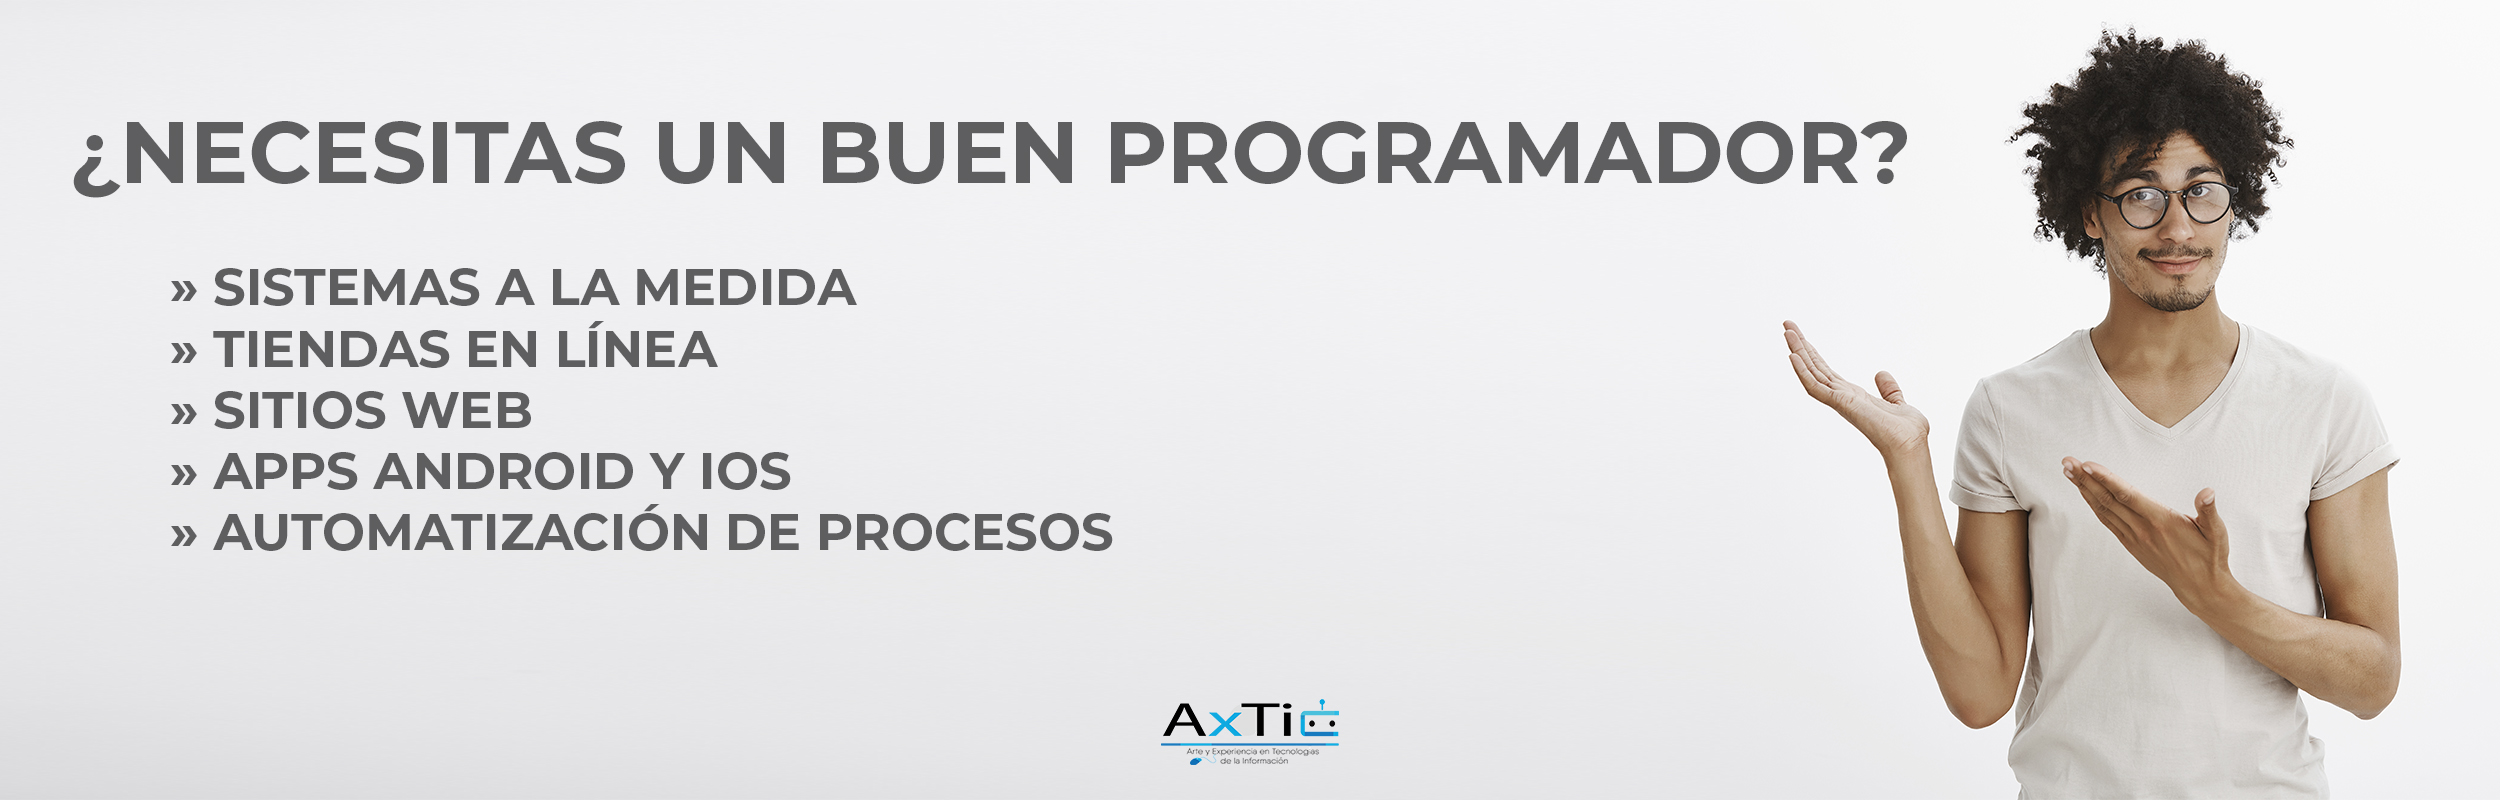 ¿NECESITAS UN BUEN PROGRAMADOR?
» SISTEMAS A LA MEDIDA
» TIENDAS EN LÍNEA
» SITIOS WEB
» APPS ANDROID Y IOS
» AUTOMATIZACIÓN DE PROCESOS
AxTiC
Arte y Experiencia en Tecnologías
de la Información